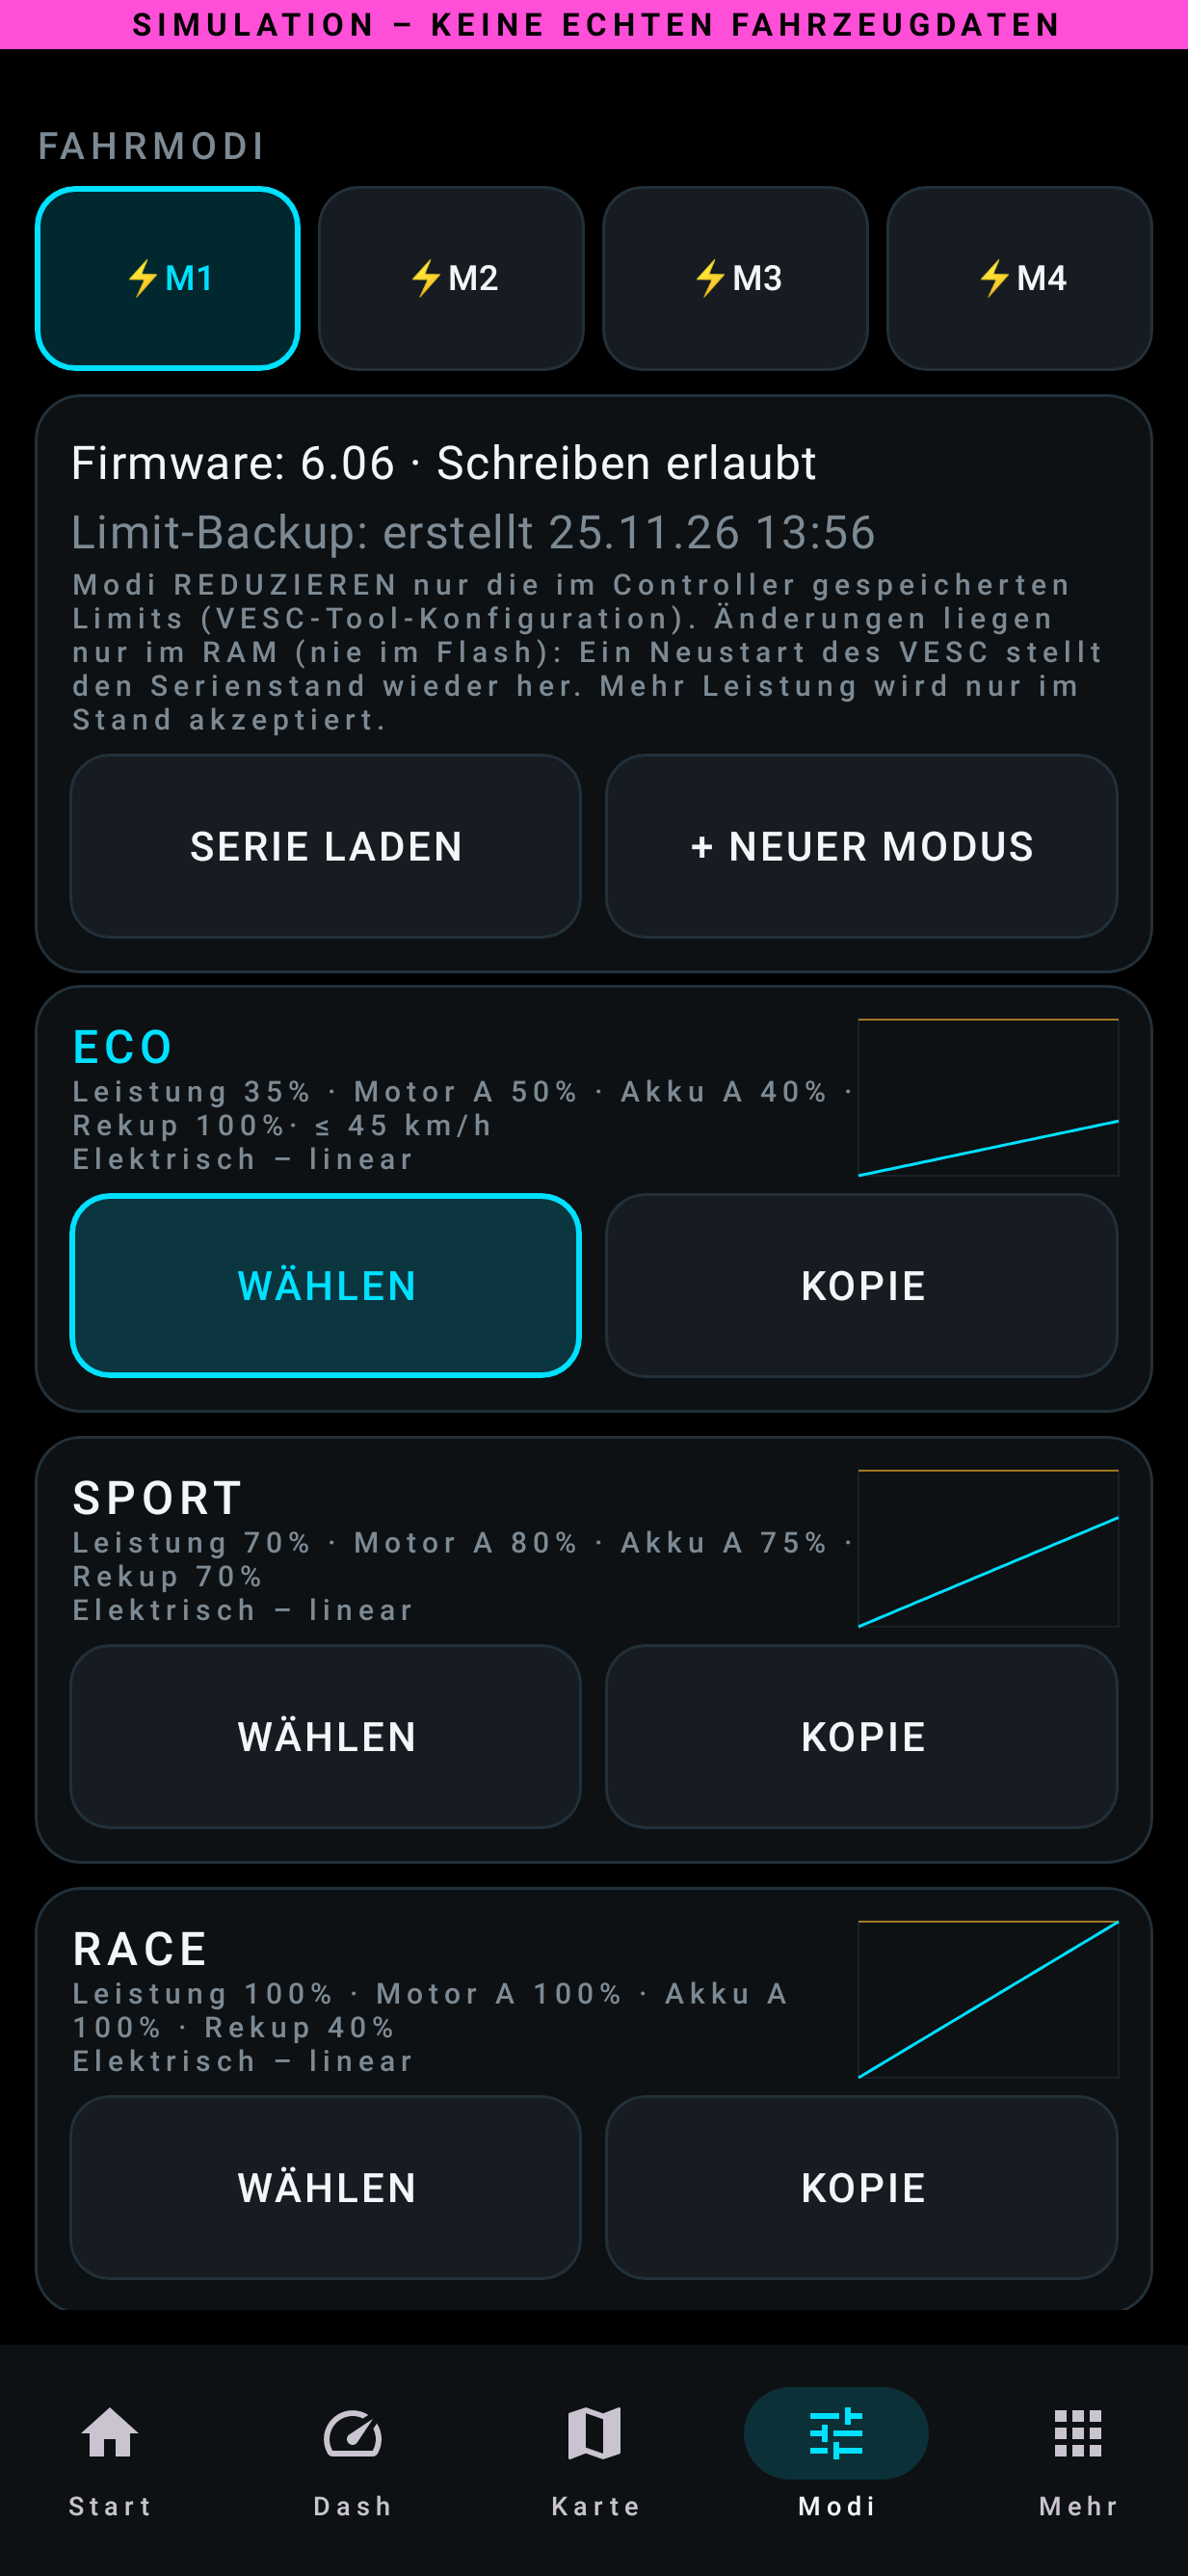 SIMULATION – KEINE ECHTEN FAHRZEUGDATEN
FAHRMODI
⚡M1
⚡M2
⚡M3
⚡M4
Firmware: 6.06 · Schreiben erlaubt
Limit-Backup: erstellt 25.11.26 13:56
Modi REDUZIEREN nur die im Controller gespeicherten
Limits (VESC-Tool-Konfiguration). Änderungen liegen
nur im RAM (nie im Flash): Ein Neustart des VESC stellt
den Serienstand wieder her. Mehr Leistung wird nur im
Stand akzeptiert.
SERIE LADEN
+ NEUER MODUS
ECO
Leistung 35% · Motor A 50% · Akku A 40% ·
Rekup 100%· ≤ 45 km/h
Elektrisch – linear
WÄHLEN
KOPIE
SPORT
Leistung 70% · Motor A 80% · Akku A 75% ·
Rekup 70%
Elektrisch – linear
WÄHLEN
KOPIE
RACE
Leistung 100% · Motor A 100% · Akku A
100% · Rekup 40%
Elektrisch – linear
WÄHLEN
KOPIE
Start
Dash
Karte
Modi
Mehr